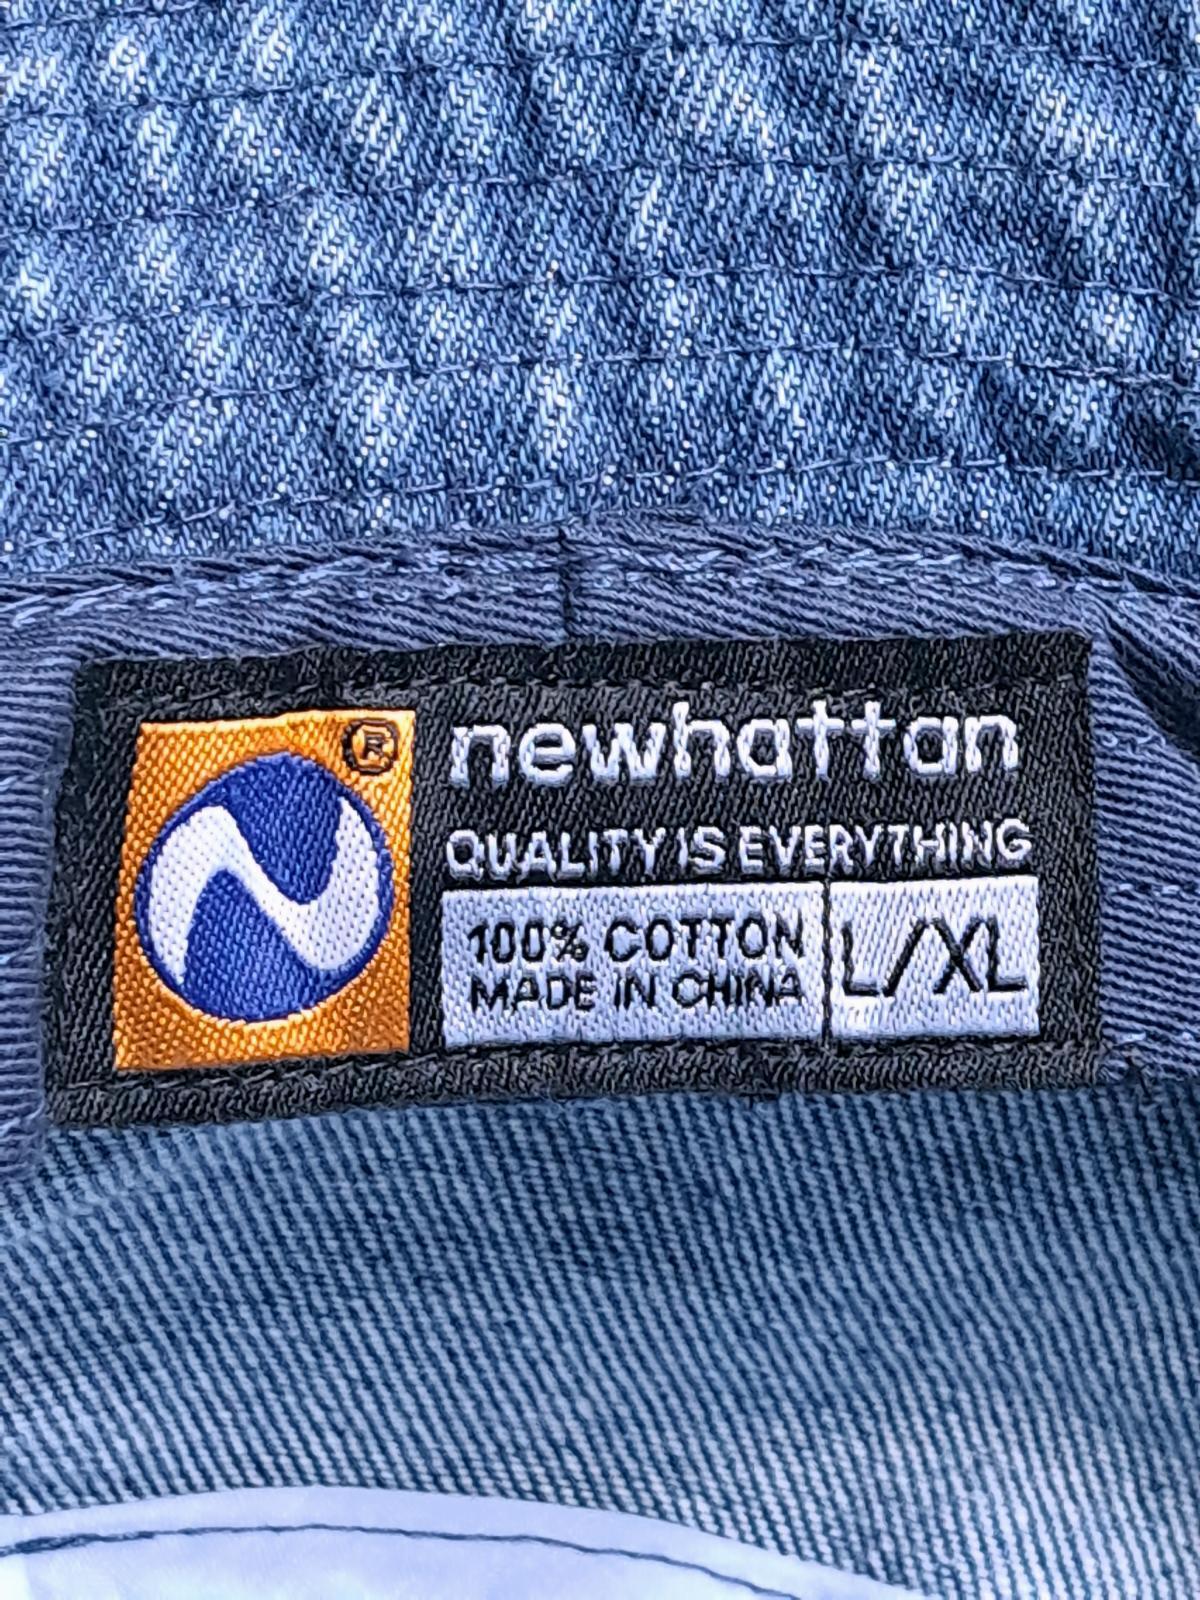 ®
newhattan
QUALITY IS EVERYTHING
100% COTTON
MADE IN CHINA
L/XL